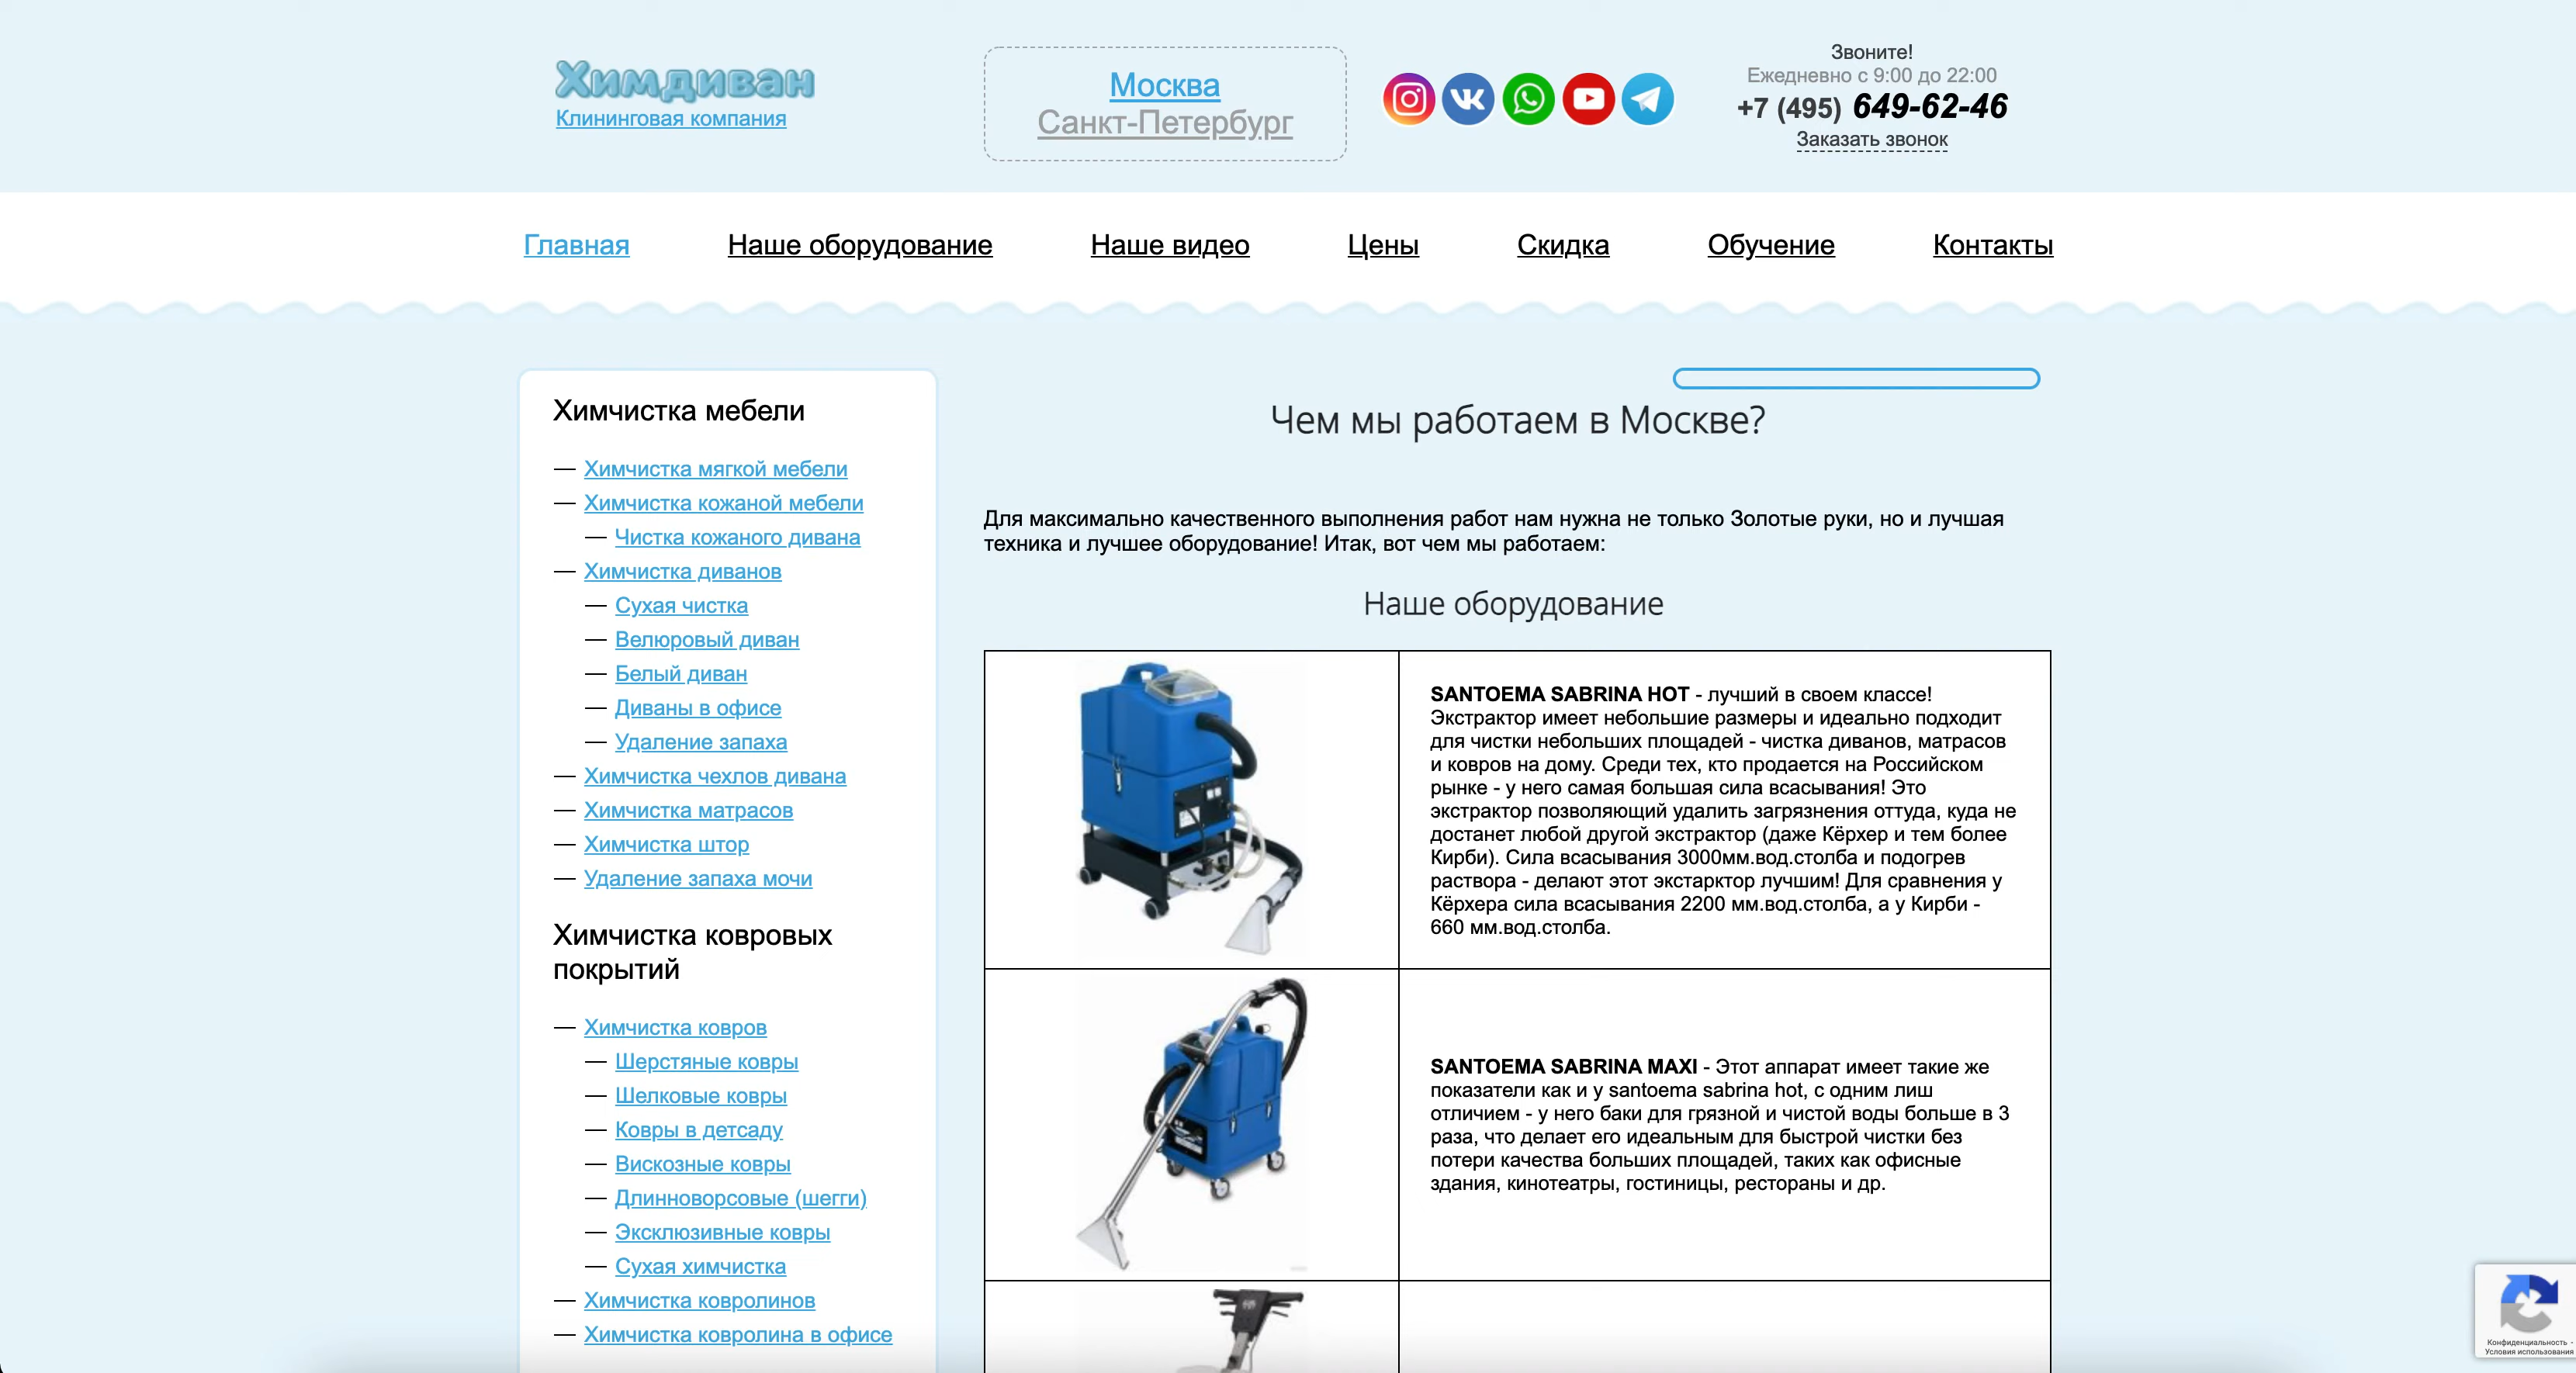 Химдиван
Клининговая компания
Москва
Санкт-Петербург
Звоните!
Ежедневно с 9:00 до 22:00
+7 (495) 649-62-46
Заказать звонок
Главная
Наше оборудование
Наше видео
Цены
Скидка
Обучение
Контакты
Химчистка мебели
— Химчистка мягкой мебели
— Химчистка кожаной мебели
— Чистка кожаного дивана
— Химчистка диванов
— Сухая чистка
— Велюровый диван
— Белый диван
— Диваны в офисе
— Удаление запаха
— Химчистка чехлов дивана
— Химчистка матрасов
— Химчистка штор
— Удаление запаха мочи
Химчистка ковровых
покрытий
— Химчистка ковров
— Шерстяные ковры
— Шелковые ковры
— Ковры в детсаду
— Вискозные ковры
— Длинноворсовые (шегги)
— Эксклюзивные ковры
— Сухая химчистка
— Химчистка ковролинов
— Химчистка ковролина в офисе
Чем мы работаем в Москве?
Для максимально качественного выполнения работ нам нужна не только Золотые руки, но и лучшая
техника и лучшее оборудование! Итак, вот чем мы работаем:
Наше оборудование
SANTOEMA SABRINA HOT - лучший в своем классе!
Экстрактор имеет небольшие размеры и идеально подходит
для чистки небольших площадей - чистка диванов, матрасов
и ковров на дому. Среди тех, кто продается на Российском
рынке - у него самая большая сила всасывания! Это
экстрактор позволяющий удалить загрязнения оттуда, куда не
достанет любой другой экстрактор (даже Кёрхер и тем более
Кирби). Сила всасывания 3000мм.вод.столба и подогрев
раствора - делают этот экстарктор лучшим! Для сравнения у
Кёрхера сила всасывания 2200 мм.вод.столба, а у Кирби -
660 мм.вод.столба.
SANTOEMA SABRINA MAXI - Этот аппарат имеет такие же
показатели как и у santoema sabrina hot, с одним лиш
отличием - у него баки для грязной и чистой воды больше в 3
раза, что делает его идеальным для быстрой чистки без
потери качества больших площадей, таких как офисные
здания, кинотеатры, гостиницы, рестораны и др.
Конфиденциальность -
Условия использования